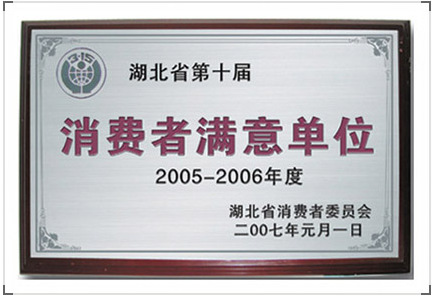 3·15
湖北省第十届
消费者满意单位
2005-2006年度
湖北省消费者委员会
二00七年元月一日